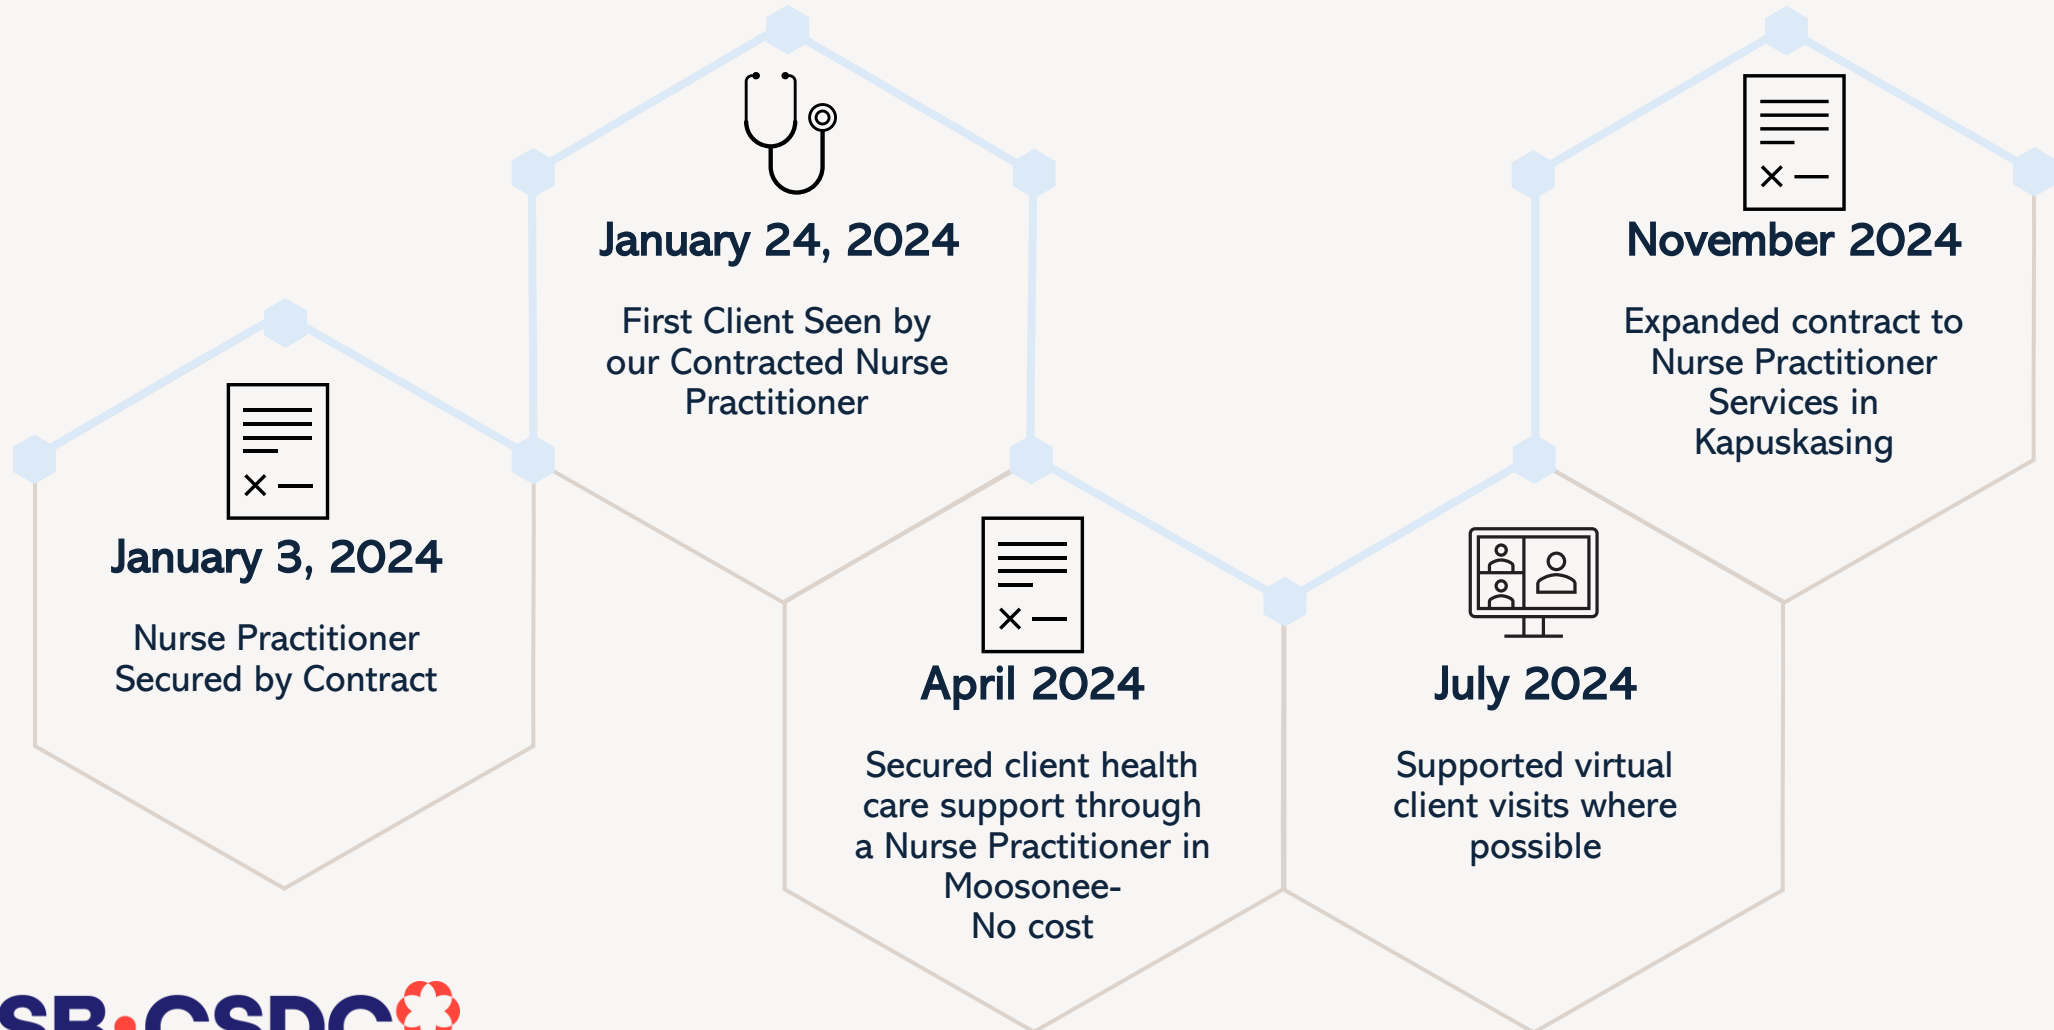 January 3, 2024
Nurse Practitioner
Secured by Contract
January 24, 2024
First Client Seen by
our Contracted Nurse
Practitioner
April 2024
Secured client health
care support through
a Nurse Practitioner in
Moosonee-
No cost
July 2024
Supported virtual
client visits where
possible
November 2024
Expanded contract to
Nurse Practitioner
Services in
Kapuskasing
SB•CSDC